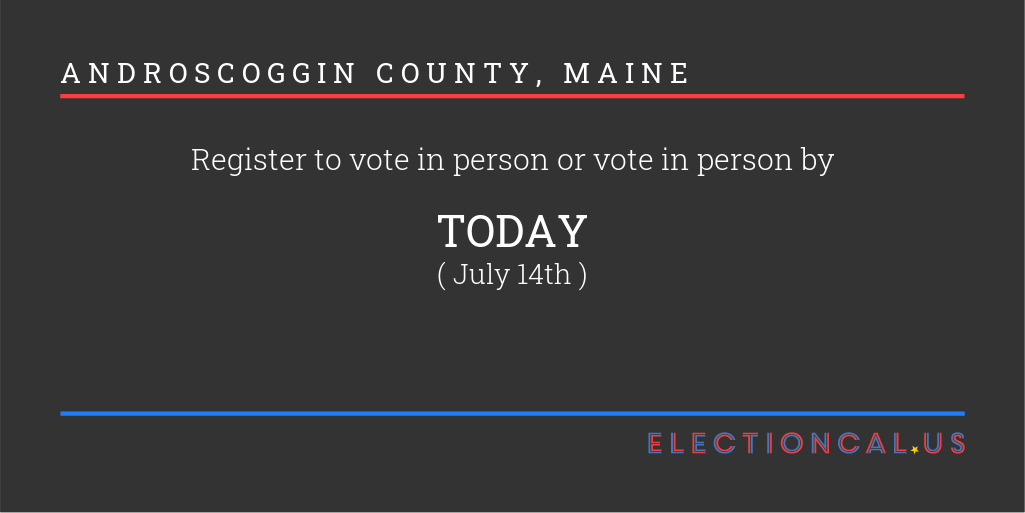 ANDROSCOGGIN COUNTY, MAINE
Register to vote in person or vote in person by
TODAY
( July 14th )
ELECTIONCAL.US